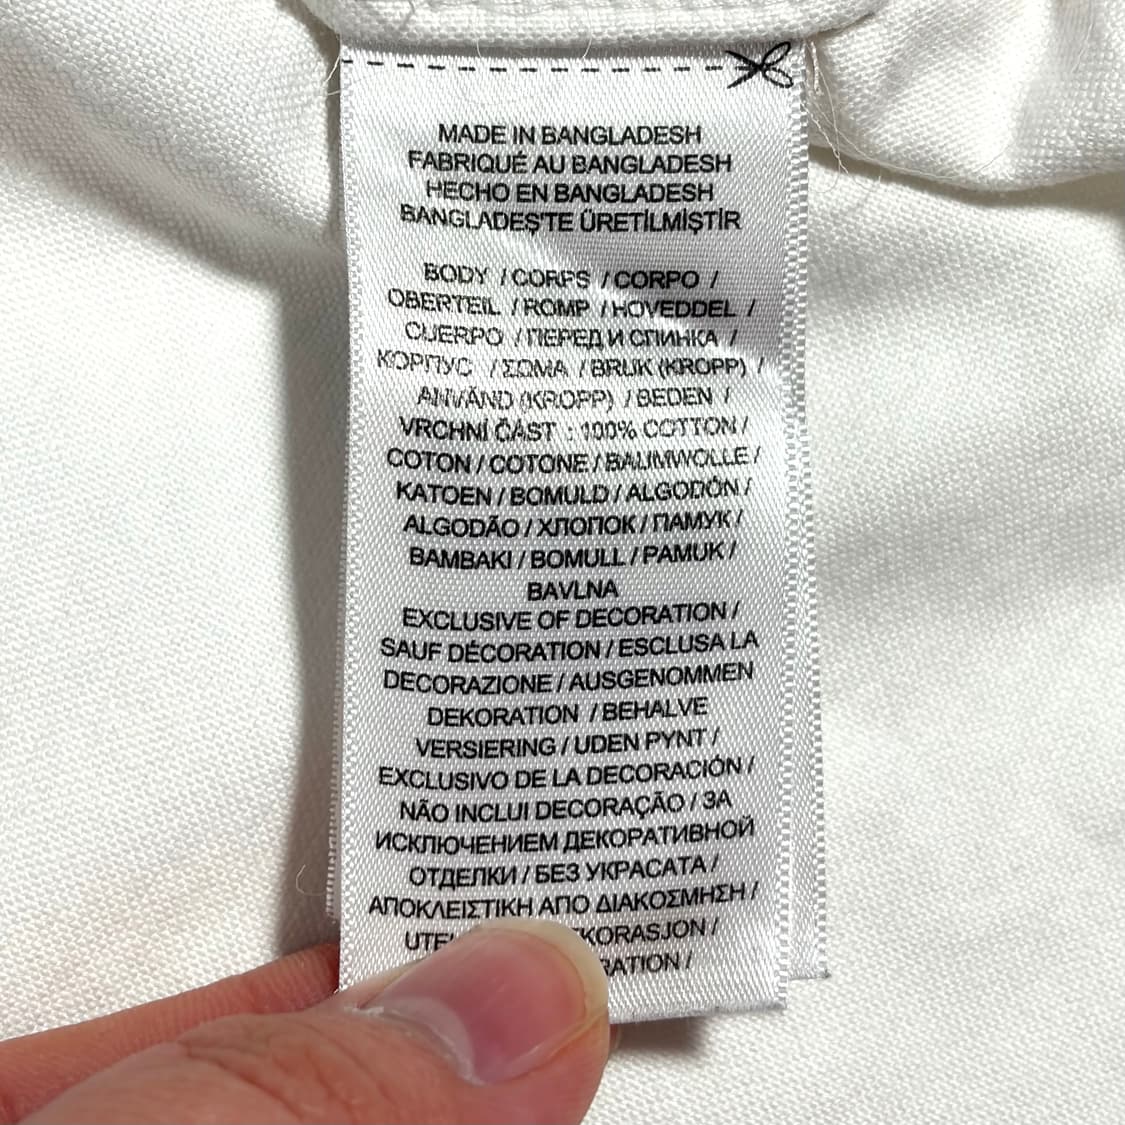 MADE IN BANGLADESH
FABRIQUÉ AU BANGLADESH
HECHO EN BANGLADESH
BANGLADEŞ'TE ÜRETİLMİŞTİR
BODY / CORPS / CORPO /
OBERTEIL / ROMP / HOVEDDEL /
CUERPO / ПЕРЕД И СПИНКА /
КОРПУС / ΣΩΜΑ / BRUK (KROPP) /
ANVÄND (KROPP) / BEDEN /
VRCHNÍ ČÁST : 100% COTTON /
COTON / COTONE / BAUMWOLLE /
KATOEN / BOMULD / ALGODÓN /
ALGODÃO / ХЛОПОК / ПАМУК /
BAMBAKI / BOMULL / PAMUK /
BAVLNA
EXCLUSIVE OF DECORATION /
SAUF DÉCORATION / ESCLUSA LA
DECORAZIONE / AUSGENOMMEN
DEKORATION / BEHALVE
VERSIERING / UDEN PYNT /
EXCLUSIVO DE LA DECORACIÓN /
NÃO INCLUI DECORAÇÃO / ЗА
ИСКЛЮЧЕНИЕМ ДЕКОРАТИВНОЙ
ОТДЕЛКИ / БЕЗ УКРАСАТА /
ΑΠΟΚΛΕΙΣΤΙΚΗ ΑΠΟ ΔΙΑΚΟΣΜΗΣΗ /